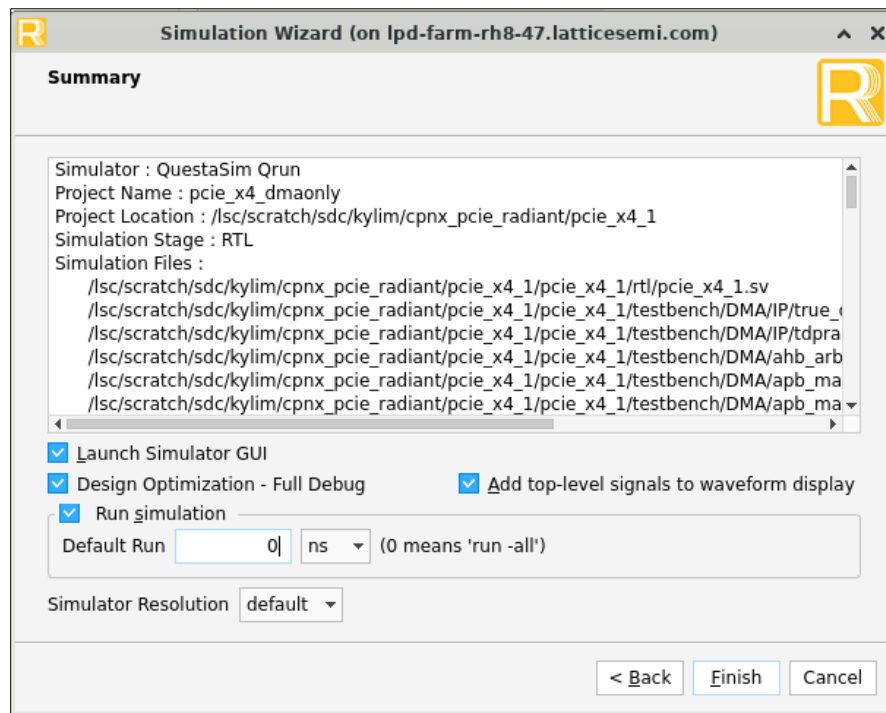 Simulation Wizard (on lpd-farm-rh8-47.latticesemi.com)
Summary
Simulator : QuestaSim Qrun
Project Name : pcie_x4_dmaonly
Project Location : /lsc/scratch/sdc/kylim/cpnx_pcie_radiant/pcie_x4_1
Simulation Stage : RTL
Simulation Files :
/lsc/scratch/sdc/kylim/cpnx_pcie_radiant/pcie_x4_1/pcie_x4_1/rtl/pcie_x4_1.sv
/lsc/scratch/sdc/kylim/cpnx_pcie_radiant/pcie_x4_1/pcie_x4_1/testbench/DMA/IP/true_
/lsc/scratch/sdc/kylim/cpnx_pcie_radiant/pcie_x4_1/pcie_x4_1/testbench/DMA/IP/tdpra
/lsc/scratch/sdc/kylim/cpnx_pcie_radiant/pcie_x4_1/pcie_x4_1/testbench/DMA/ahb_arb
/lsc/scratch/sdc/kylim/cpnx_pcie_radiant/pcie_x4_1/pcie_x4_1/testbench/DMA/apb_ma
/lsc/scratch/sdc/kylim/cpnx_pcie_radiant/pcie_x4_1/pcie_x4_1/testbench/DMA/apb_ma
Launch Simulator GUI
Design Optimization - Full Debug Add top-level signals to waveform display
Run simulation
Default Run 0 ns (0 means 'run -all')
Simulator Resolution default
< Back Finish Cancel